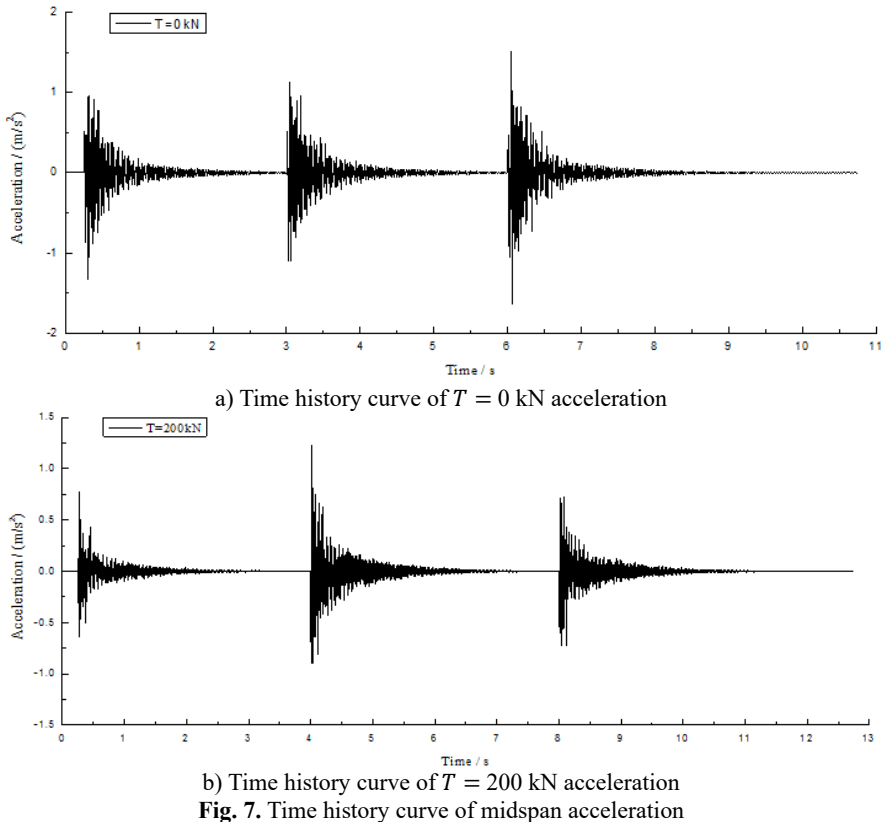 T=0 kN
2
1
0
-1
-2
Acceleration / (m/s²)
0 1 2 3 4 5 6 7 8 9 10 11
Time / s
a) Time history curve of T = 0 kN acceleration
T=200kN
1.5
1.0
0.5
0.0
-0.5
-1.0
-1.5
Acceleration / (m/s²)
0 1 2 3 4 5 6 7 8 9 10 11 12 13
Time / s
b) Time history curve of T = 200 kN acceleration
Fig. 7. Time history curve of midspan acceleration